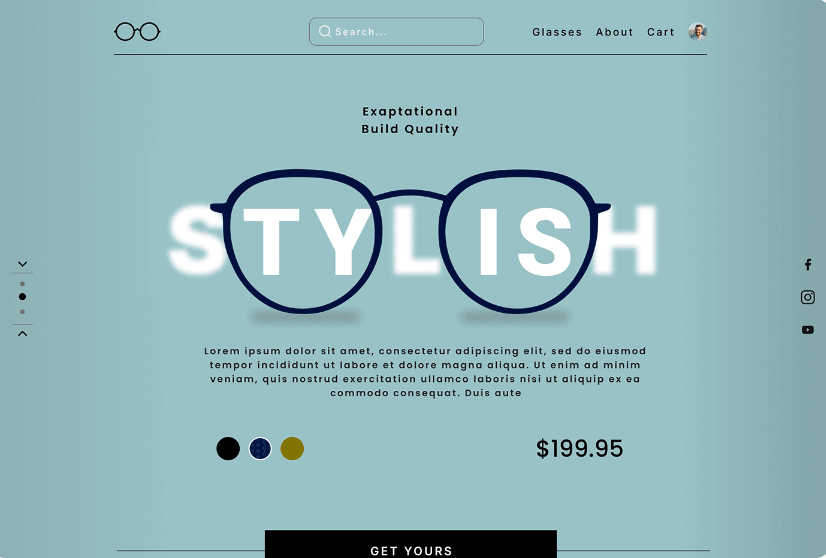 Search...
Glasses About Cart
Exaptational
Build Quality
STYLISH
Lorem ipsum dolor sit amet, consectetur adipiscing elit, sed do eiusmod
tempor incididunt ut labore et dolore magna aliqua. Ut enim ad minim
veniam, quis nostrud exercitation ullamco laboris nisi ut aliquip ex ea
commodo consequat. Duis aute
$199.95
GET YOURS